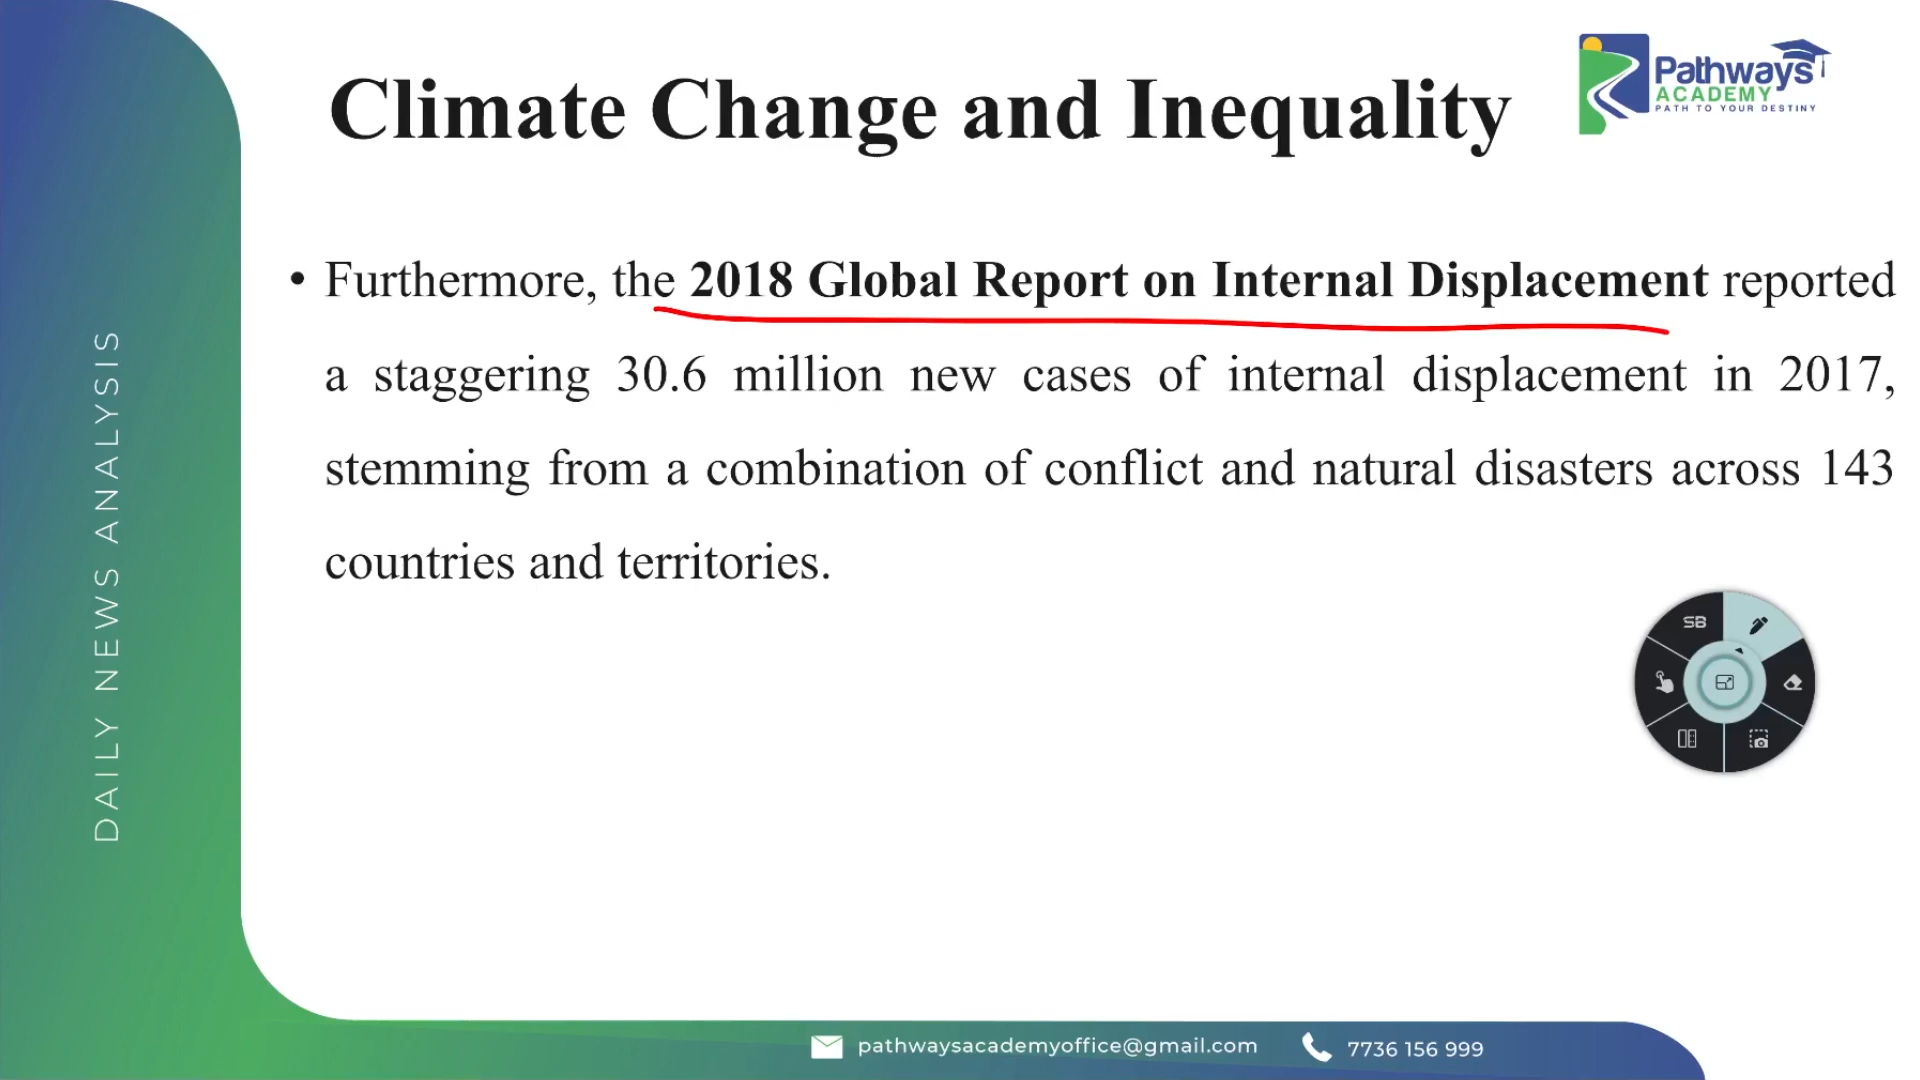 Climate Change and Inequality
Pathways
ACADEMY
PATH TO YOUR DESTINY
• Furthermore, the 2018 Global Report on Internal Displacement reported
a staggering 30.6 million new cases of internal displacement in 2017,
stemming from a combination of conflict and natural disasters across 143
countries and territories.
DAILY NEWS ANALYSIS
SB
pathwaysacademyoffice@gmail.com
7736 156 999